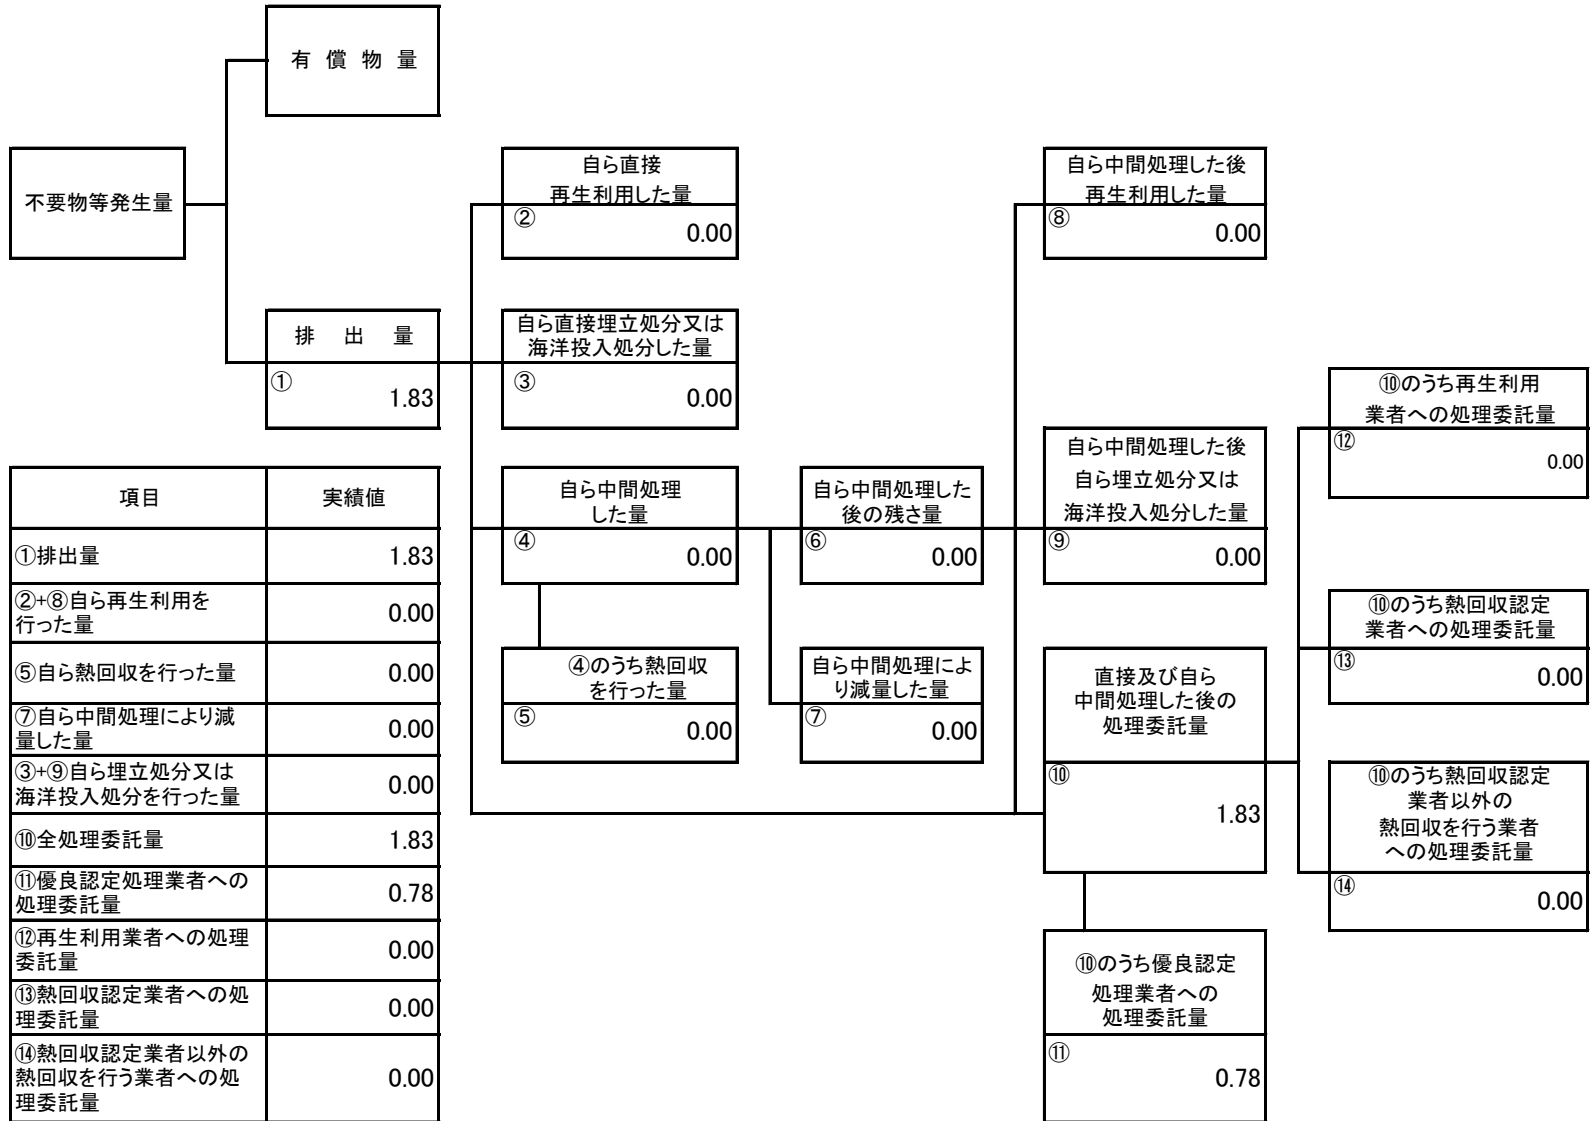 有償物量
不要物等発生量
自ら直接
再生利用した量
②
0.00
自ら中間処理した後
再生利用した量
⑧
0.00
排出量
①
1.83
自ら直接埋立処分又は
海洋投入処分した量
③
0.00
⑩のうち再生利用
業者への処理委託量
⑫
0.00
自ら中間処理
した量
④
0.00
自ら中間処理した
後の残さ量
⑥
0.00
自ら中間処理した後
自ら埋立処分又は
海洋投入処分した量
⑨
0.00
⑩のうち熱回収認定
業者への処理委託量
⑬
0.00
④のうち熱回収
を行った量
⑤
0.00
自ら中間処理によ
り減量した量
⑦
0.00
直接及び自ら
中間処理した後の
処理委託量
⑩
1.83
⑩のうち熱回収認定
業者以外の
熱回収を行う業者
への処理委託量
⑭
0.00
⑩のうち優良認定
処理業者への
処理委託量
⑪
0.78
項目 実績値
①排出量 1.83
②+⑧自ら再生利用を
行った量 0.00
⑤自ら熱回収を行った量 0.00
⑦自ら中間処理により減
量した量 0.00
③+⑨自ら埋立処分又は
海洋投入処分を行った量 0.00
⑩全処理委託量 1.83
⑪優良認定処理業者への
処理委託量 0.78
⑫再生利用業者への処理
委託量 0.00
⑬熱回収認定業者への処
理委託量 0.00
⑭熱回収認定業者以外の
熱回収を行う業者への処
理委託量 0.00